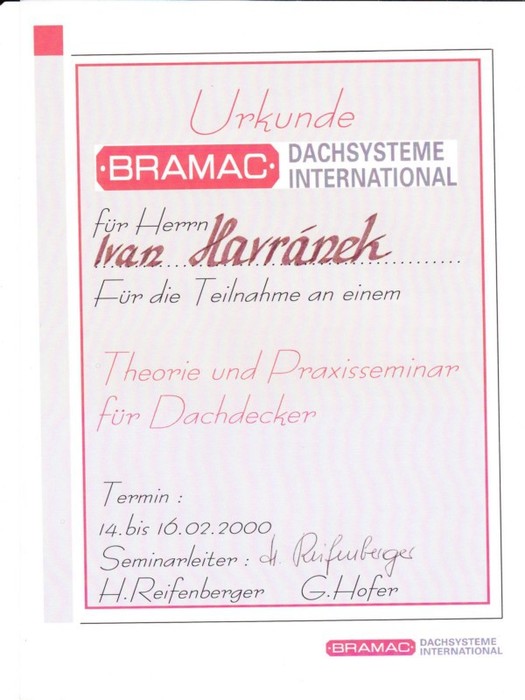 Urkunde
BRAMAC DACHSYSTEME INTERNATIONAL
für Herrn
Ivan Havránek
Für die Teilnahme an einem
Theorie und Praxisseminar
für Dachdecker
Termin :
14. bis 16.02.2000
Seminarleiter : H. Reifenberger
H.Reifenberger G.Hofer
BRAMAC DACHSYSTEME INTERNATIONAL